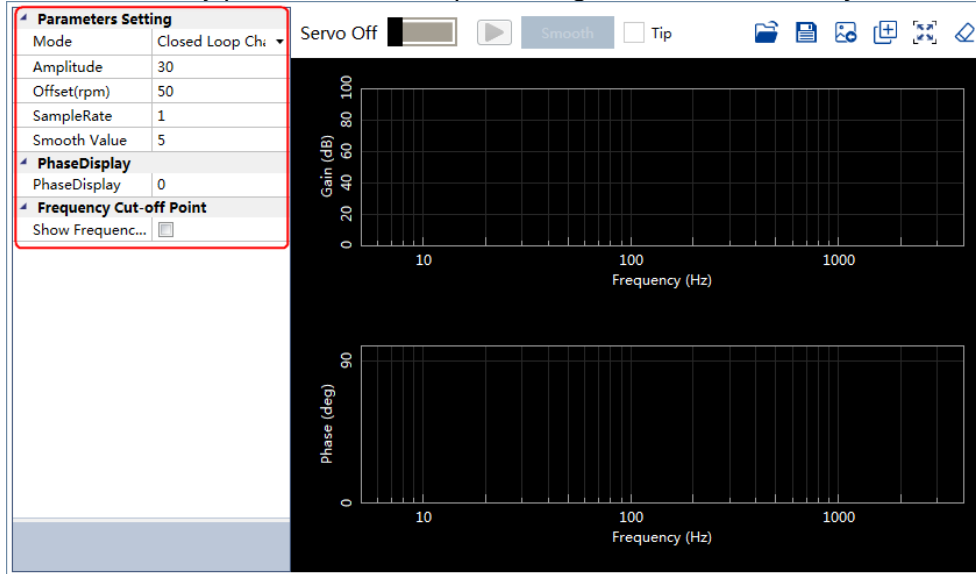 Parameters Setting
Mode Closed Loop Cha
Amplitude 30
Offset(rpm) 50
SampleRate 1
Smooth Value 5
PhaseDisplay
PhaseDisplay 0
Frequency Cut-off Point
Show Frequenc...
Servo Off Smooth Tip
100
80
60
40
20
0
Gain (dB)
10 100 1000
Frequency (Hz)
90
0
Phase (deg)
10 100 1000
Frequency (Hz)